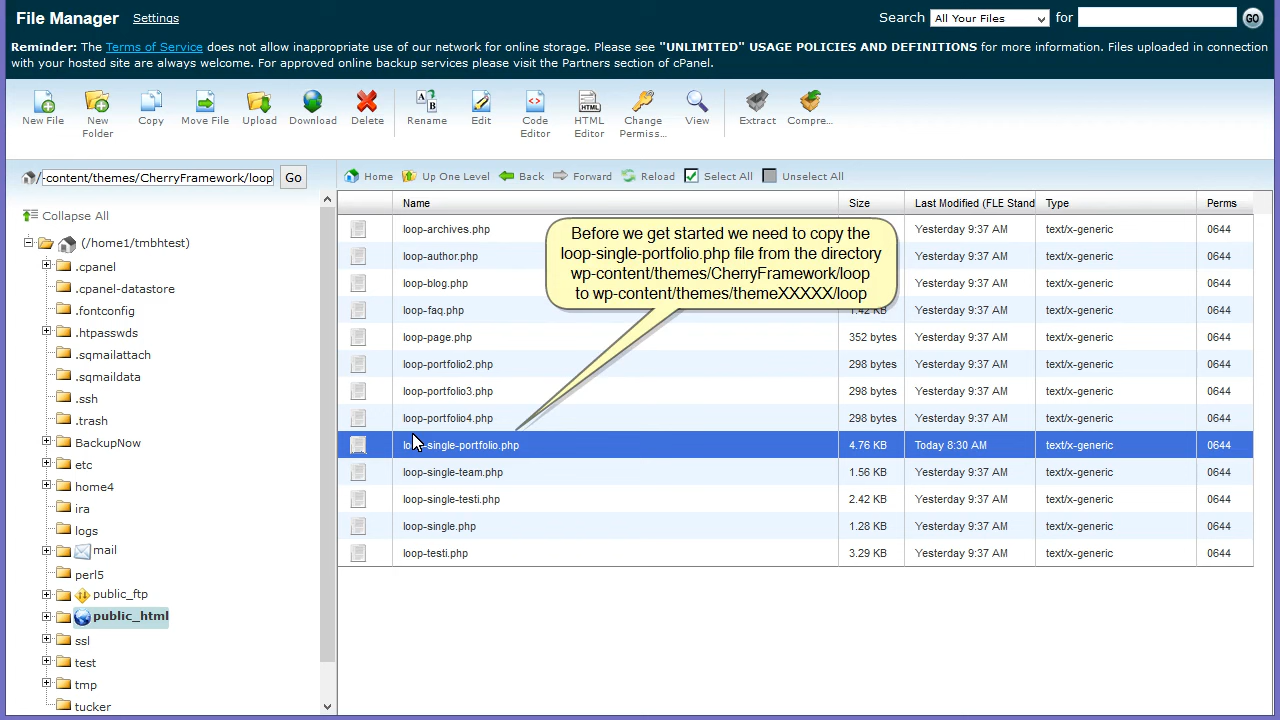 File Manager Settings
Search All Your Files for GO
Reminder: The Terms of Service does not allow inappropriate use of our network for online storage. Please see "UNLIMITED" USAGE POLICIES AND DEFINITIONS for more information. Files uploaded in connection
with your hosted site are always welcome. For approved online backup services please visit the Partners section of cPanel.
New File
New Folder
Copy
Move File
Upload
Download
Delete
Rename
Edit
Code Editor
HTML Editor
Change Permiss...
View
Extract
Compre...
/-content/themes/CherryFramework/loop Go
Home Up One Level Back Forward Reload Select All Unselect All
Collapse All
(/home1/tmbhtest)
.cpanel
.cpanel-datastore
.fontconfig
.htpasswds
.sqmailattach
.sqmaildata
.ssh
.trash
BackupNow
etc
home4
ira
logs
mail
perl5
public_ftp
public_html
ssl
test
tmp
tucker
Name Size Last Modified (FLE Stand Type Perms
loop-archives.php Yesterday 9:37 AM text/x-generic 0644
loop-author.php Yesterday 9:37 AM text/x-generic 0644
loop-blog.php Yesterday 9:37 AM text/x-generic 0644
loop-faq.php 1.42 KB Yesterday 9:37 AM text/x-generic 0644
loop-page.php 352 bytes Yesterday 9:37 AM text/x-generic 0644
loop-portfolio2.php 298 bytes Yesterday 9:37 AM text/x-generic 0644
loop-portfolio3.php 298 bytes Yesterday 9:37 AM text/x-generic 0644
loop-portfolio4.php 298 bytes Yesterday 9:37 AM text/x-generic 0644
loop-single-portfolio.php 4.76 KB Today 8:30 AM text/x-generic 0644
loop-single-team.php 1.56 KB Yesterday 9:37 AM text/x-generic 0644
loop-single-testi.php 2.42 KB Yesterday 9:37 AM text/x-generic 0644
loop-single.php 1.28 KB Yesterday 9:37 AM text/x-generic 0644
loop-testi.php 3.29 KB Yesterday 9:37 AM text/x-generic 0644
Before we get started we need to copy the
loop-single-portfolio.php file from the directory
wp-content/themes/CherryFramework/loop
to wp-content/themes/themeXXXXX/loop